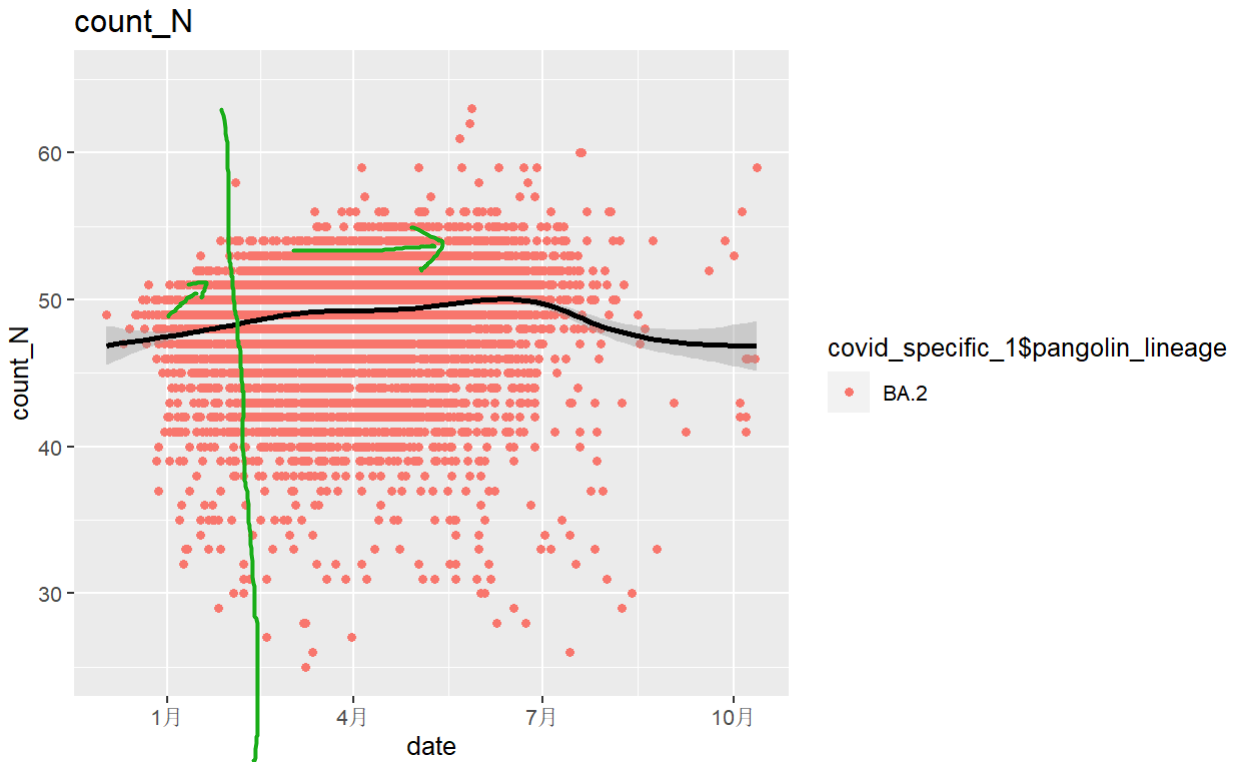 count_N
60
50
40
30
count_N
1月
4月
7月
10月
date
covid_specific_1$pangolin_lineage
BA.2